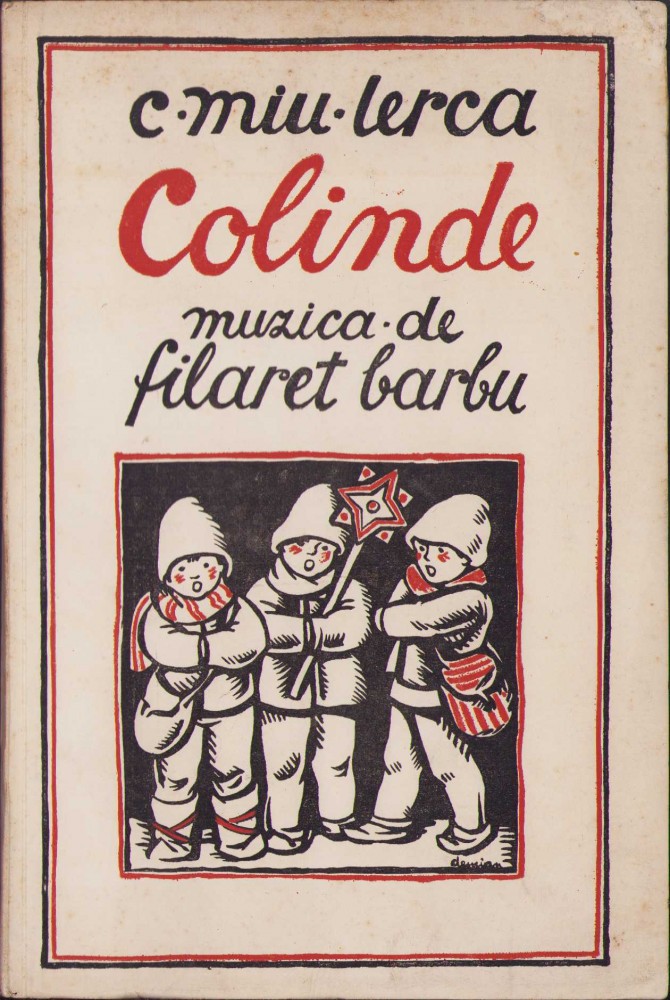 c·miu·lerca
Colinde
muzica·de
filaret barbu
demian